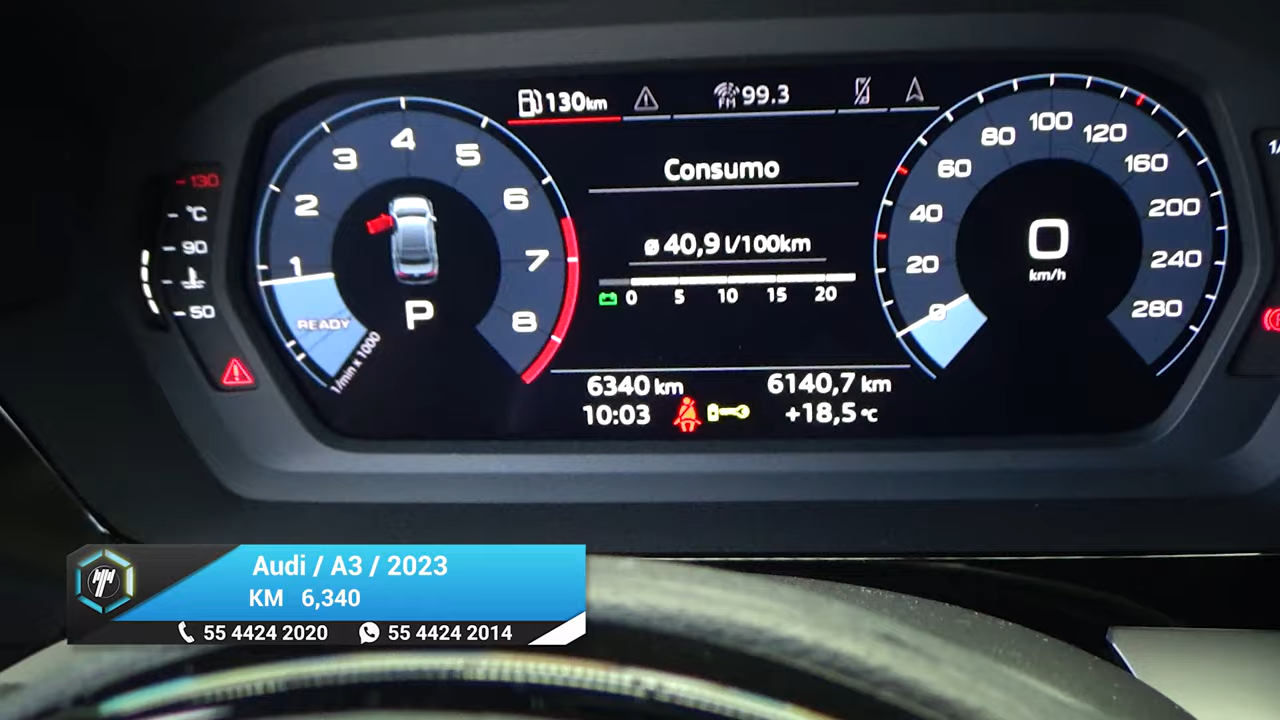 130km
FM 99.3
1
2
3
4
5
6
7
8
READY
1/min x 1000
P
130
°C
90
50
Consumo
ø 40,9 l/100km
0 5 10 15 20
0
20
40
60
80
100
120
160
200
240
280
0
km/h
6340 km 6140,7 km
10:03 +18,5 °C
Audi / A3 / 2023
KM 6,340
55 4424 2020 55 4424 2014